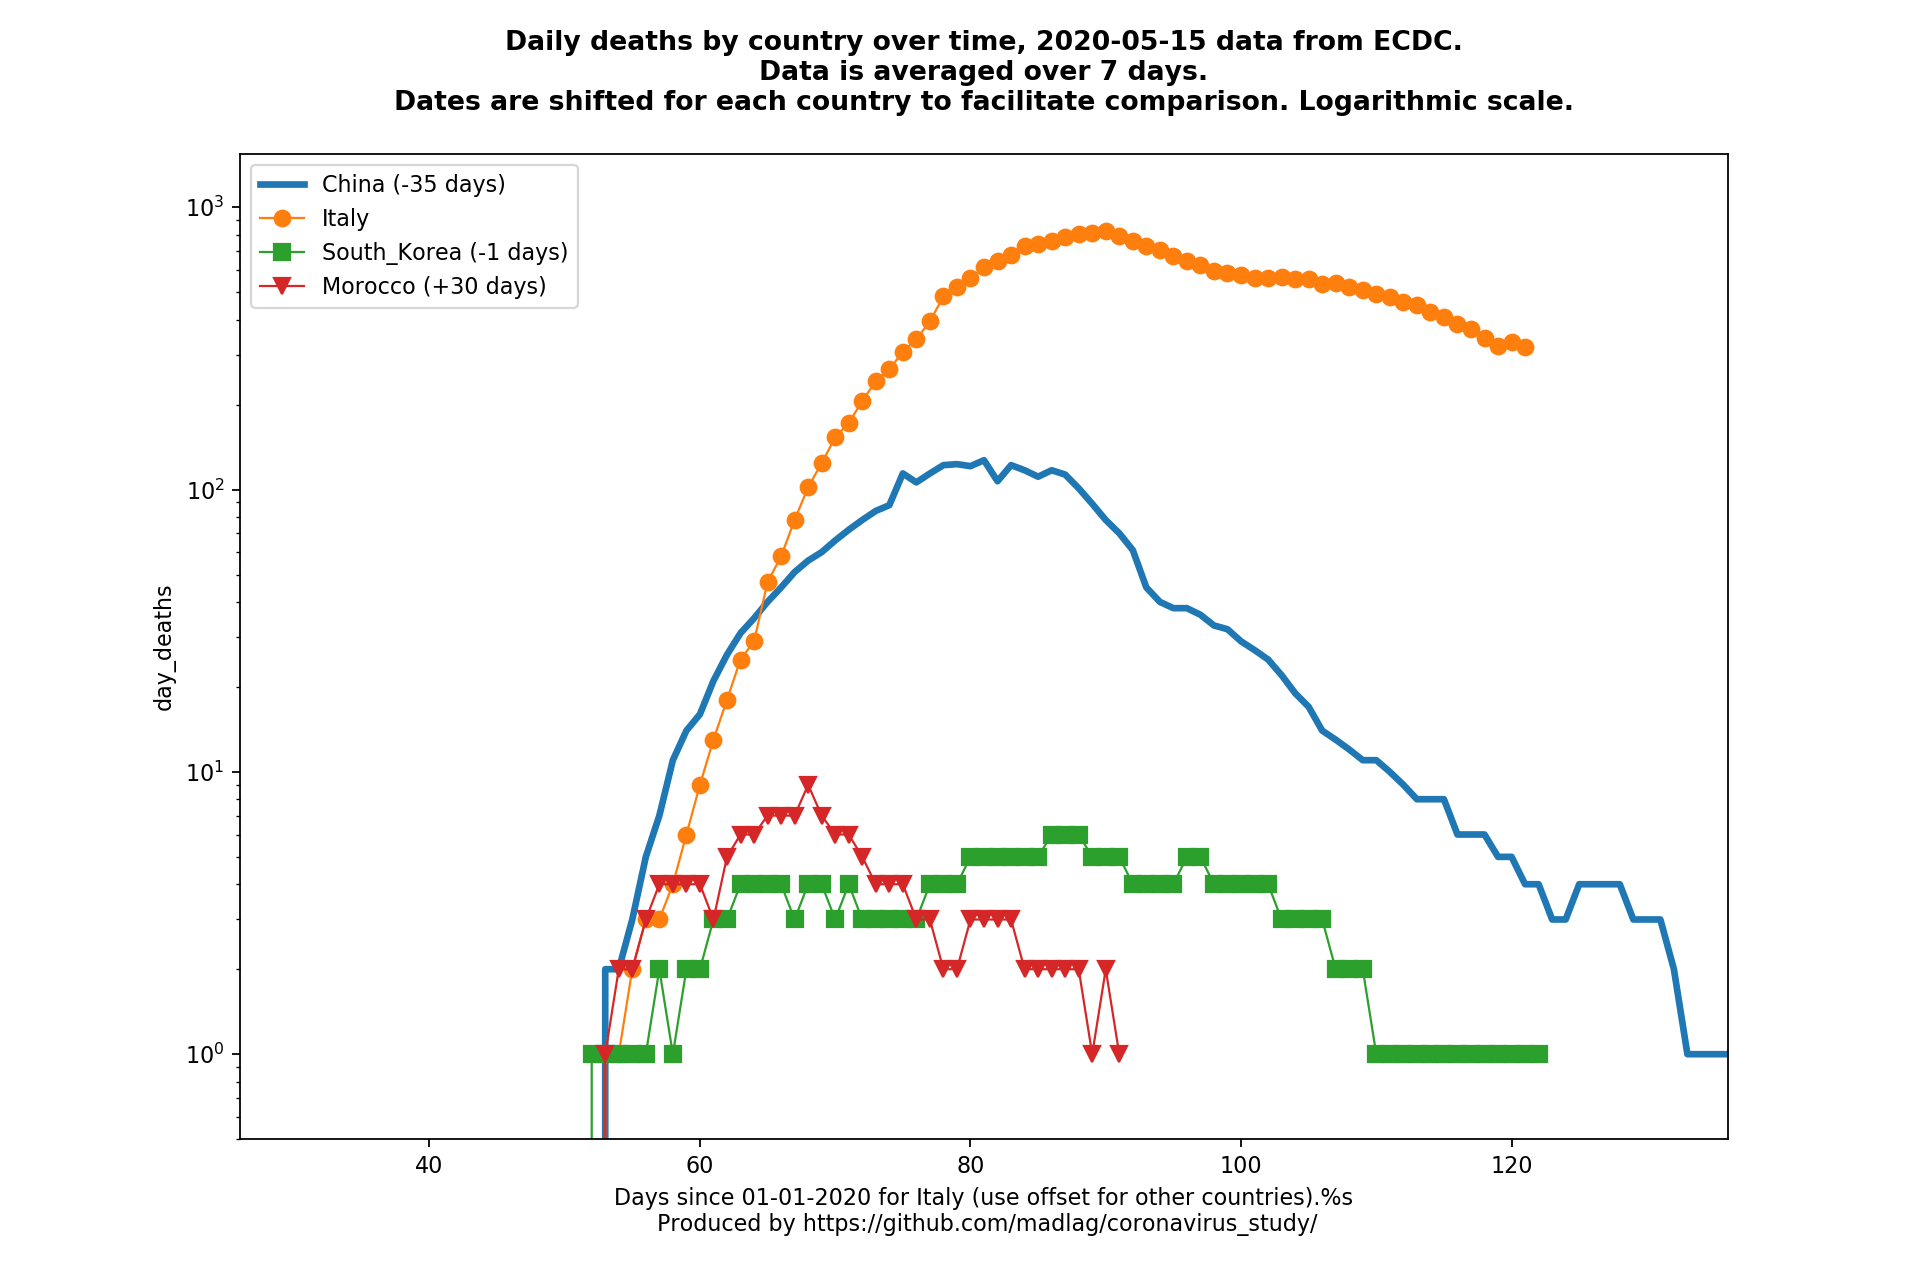 Daily deaths by country over time, 2020-05-15 data from ECDC.
Data is averaged over 7 days.
Dates are shifted for each country to facilitate comparison. Logarithmic scale.
China (-35 days)
Italy
South_Korea (-1 days)
Morocco (+30 days)
10³
10²
10¹
10⁰
day_deaths
40 60 80 100 120
Days since 01-01-2020 for Italy (use offset for other countries).%s
Produced by https://github.com/madlag/coronavirus_study/